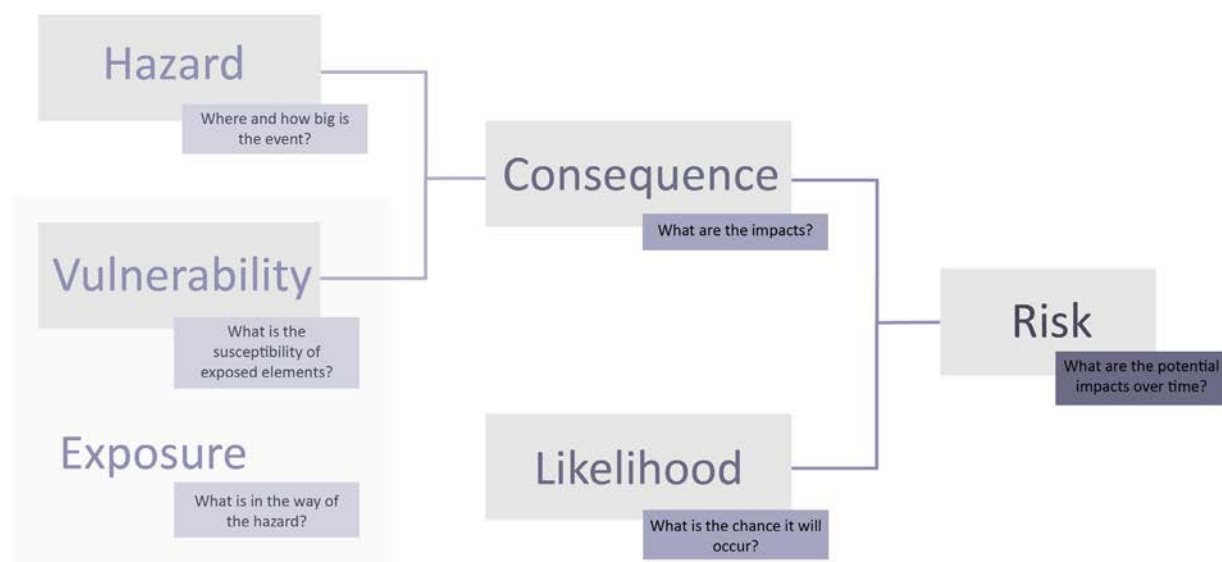 Hazard
Where and how big is
the event?
Vulnerability
What is the
susceptibility of
exposed elements?
Exposure
What is in the way of
the hazard?
Consequence
What are the impacts?
Likelihood
What is the chance it will
occur?
Risk
What are the potential
impacts over time?